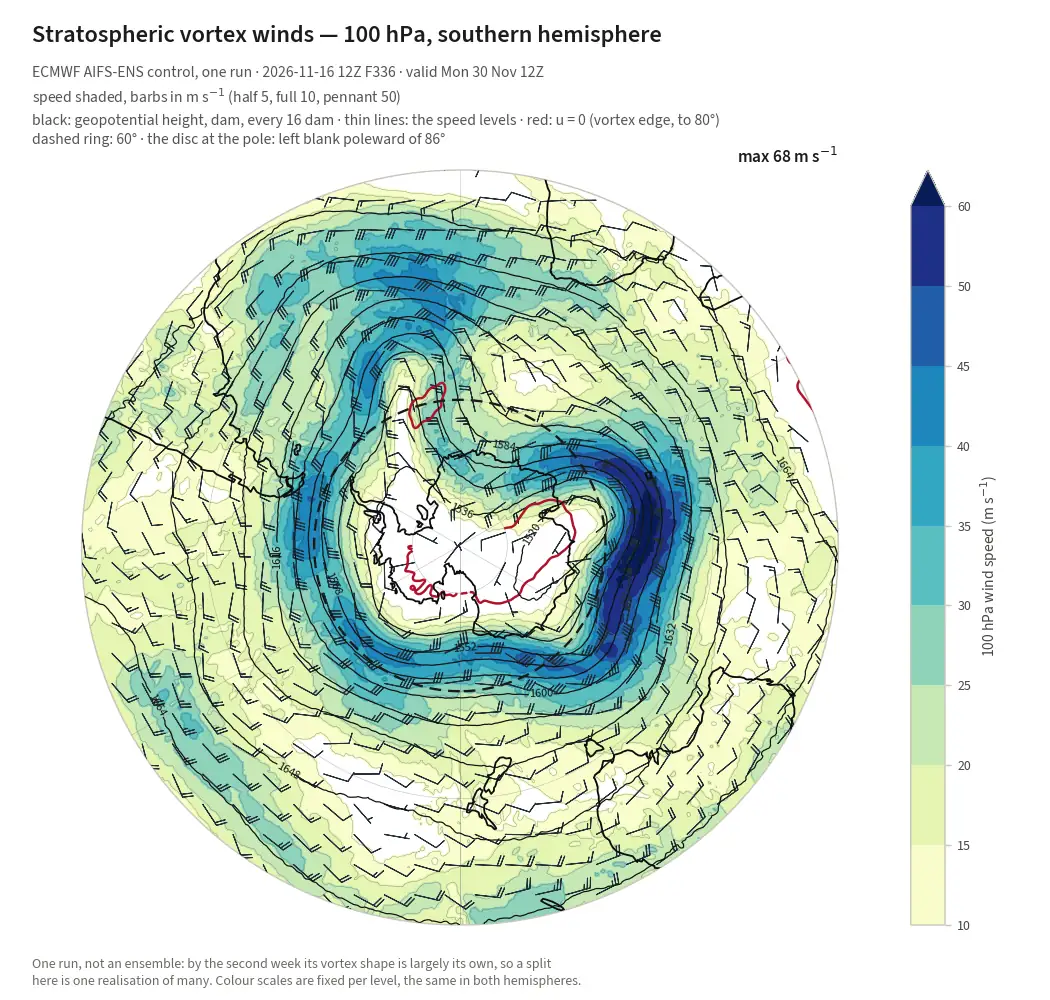 Stratospheric vortex winds — 100 hPa, southern hemisphere
ECMWF AIFS-ENS control, one run · 2026-11-16 12Z F336 · valid Mon 30 Nov 12Z
speed shaded, barbs in m s⁻¹ (half 5, full 10, pennant 50)
black: geopotential height, dam, every 16 dam · thin lines: the speed levels · red: u = 0 (vortex edge, to 80°)
dashed ring: 60° · the disc at the pole: left blank poleward of 86°
max 68 m s⁻¹
60
50
45
40
35
30
25
20
15
10
100 hPa wind speed (m s⁻¹)
1584
1664
1536
1520
1616
1632
1552
1600
1648
One run, not an ensemble: by the second week its vortex shape is largely its own, so a split
here is one realisation of many. Colour scales are fixed per level, the same in both hemispheres.